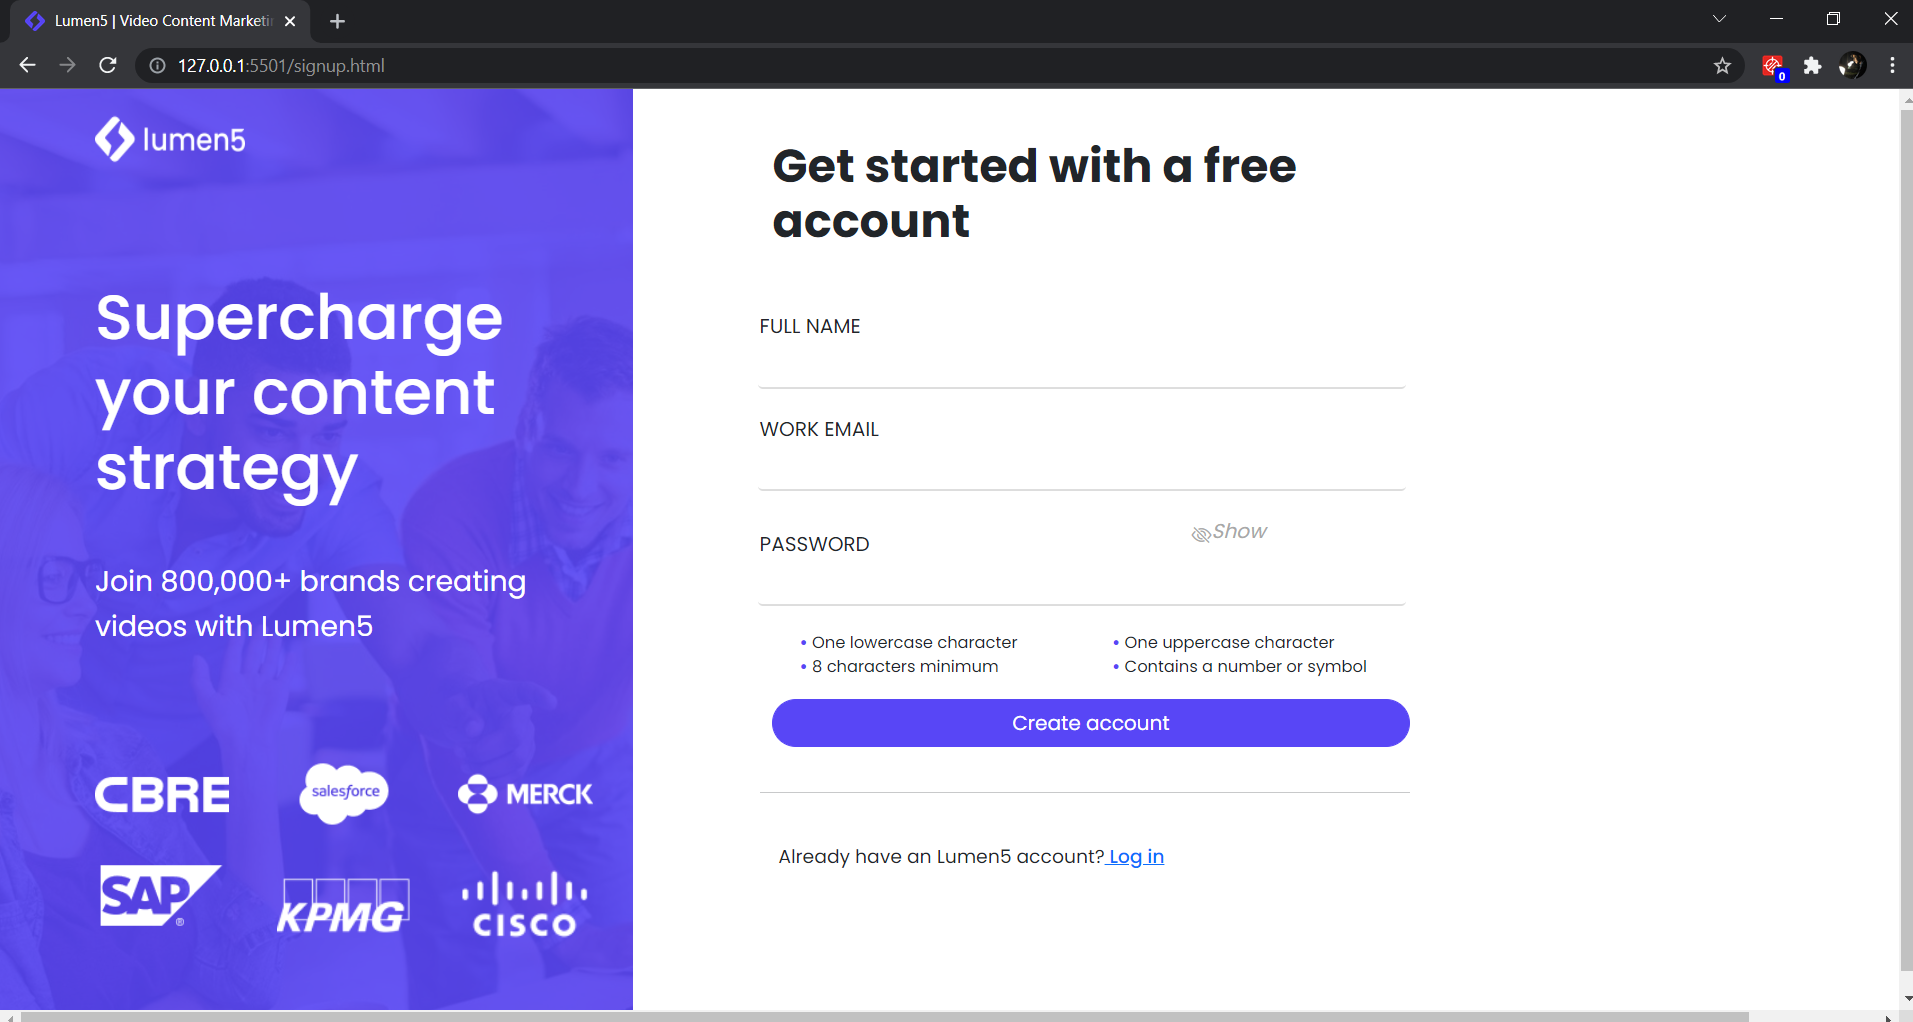 Lumen5 | Video Content Marketin
127.0.0.1:5501/signup.html
0
lumen5
Supercharge
your content
strategy
Join 800,000+ brands creating
videos with Lumen5
CBRE
salesforce
MERCK
SAP®
KPMG
CISCO
Get started with a free
account
FULL NAME
WORK EMAIL
PASSWORD
Show
• One lowercase character
• One uppercase character
• 8 characters minimum
• Contains a number or symbol
Create account
Already have an Lumen5 account? Log in